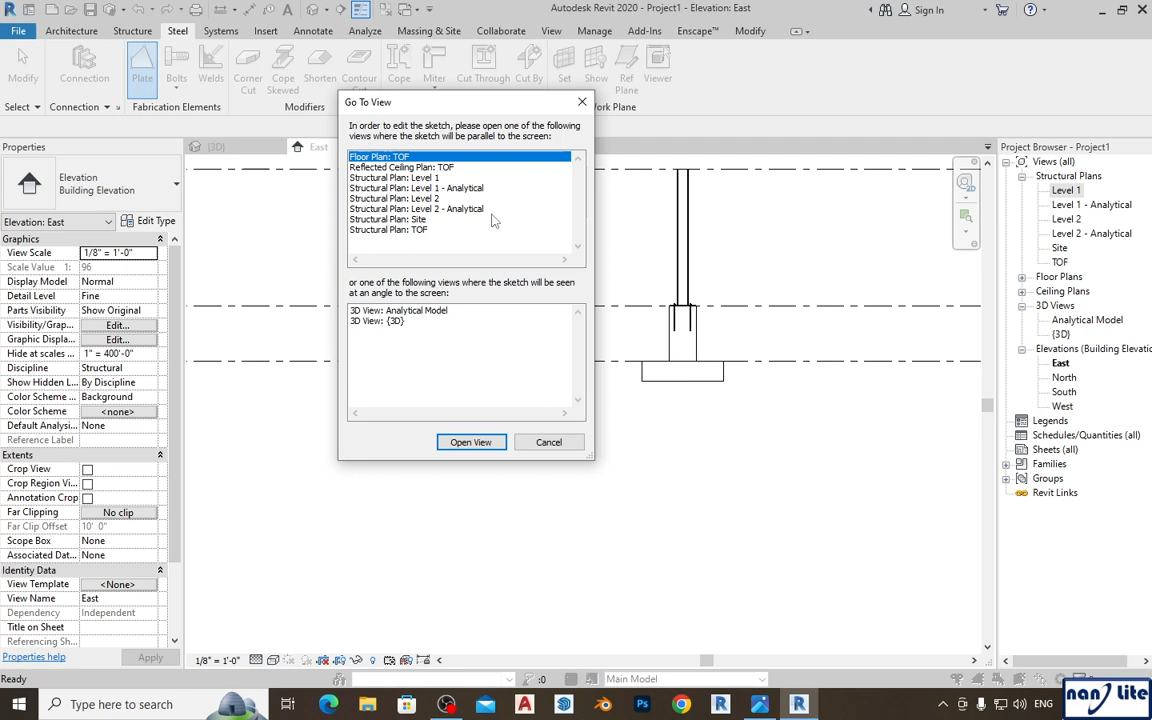 Autodesk Revit 2020 - Project1 - Elevation: East
Sign In
File
Architecture
Structure
Steel
Systems
Insert
Annotate
Analyze
Massing & Site
Collaborate
View
Manage
Add-Ins
Enscape™
Modify
Modify
Connection
Plate
Bolts
Welds
Corner
Cut
Cope
Skewed
Shorten
Contour
Cut
Cope
Miter
Cut Through
Cut By
Set
Show
Ref
Plane
Viewer
Select
Connection
Fabrication Elements
Modifiers
Work Plane
Properties
Elevation
Building Elevation
Elevation: East
Edit Type
Graphics
View Scale
1/8" = 1'-0"
Scale Value 1:
96
Display Model
Normal
Detail Level
Fine
Parts Visibility
Show Original
Visibility/Grap...
Edit...
Graphic Displa...
Edit...
Hide at scales ...
1" = 400'-0"
Discipline
Structural
Show Hidden L...
By Discipline
Color Scheme ...
Background
Color Scheme
<none>
Default Analysi...
None
Reference Label
Extents
Crop View
Crop Region Vi...
Annotation Crop
Far Clipping
No clip
Far Clip Offset
10' 0"
Scope Box
None
Associated Dat...
None
Identity Data
View Template
<None>
View Name
East
Dependency
Independent
Title on Sheet
Referencing Sh...
Properties help
Apply
{3D}
East
Go To View
In order to edit the sketch, please open one of the following
views where the sketch will be parallel to the screen:
Floor Plan: TOF
Reflected Ceiling Plan: TOF
Structural Plan: Level 1
Structural Plan: Level 1 - Analytical
Structural Plan: Level 2
Structural Plan: Level 2 - Analytical
Structural Plan: Site
Structural Plan: TOF
or one of the following views where the sketch will be seen
at an angle to the screen:
3D View: Analytical Model
3D View: {3D}
Open View
Cancel
Project Browser - Project1
Views (all)
Structural Plans
Level 1
Level 1 - Analytical
Level 2
Level 2 - Analytical
Site
TOF
Floor Plans
Ceiling Plans
3D Views
Analytical Model
{3D}
Elevations (Building Elevatio
East
North
South
West
Legends
Schedules/Quantities (all)
Sheets (all)
Families
Groups
Revit Links
1/8" = 1'-0"
Ready
:0
Main Model
Type here to search
ENG
nan lite